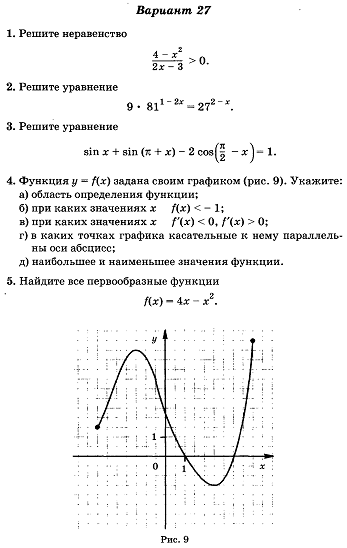 Вариант 27
1. Решите неравенство
(4 – x²)/(2x – 3) > 0.
2. Решите уравнение
9 · 81^(1 – 2x) = 27^(2 – x).
3. Решите уравнение
sin x + sin (π + x) – 2 cos(π/2 – x) = 1.
4. Функция y = f(x) задана своим графиком (рис. 9). Укажите:
а) область определения функции;
б) при каких значениях x f(x) < – 1;
в) при каких значениях x f′(x) < 0, f′(x) > 0;
г) в каких точках графика касательные к нему параллель-
ны оси абсцисс;
д) наибольшее и наименьшее значения функции.
5. Найдите все первообразные функции
f(x) = 4x – x².
y
1
0
1
x
Рис. 9